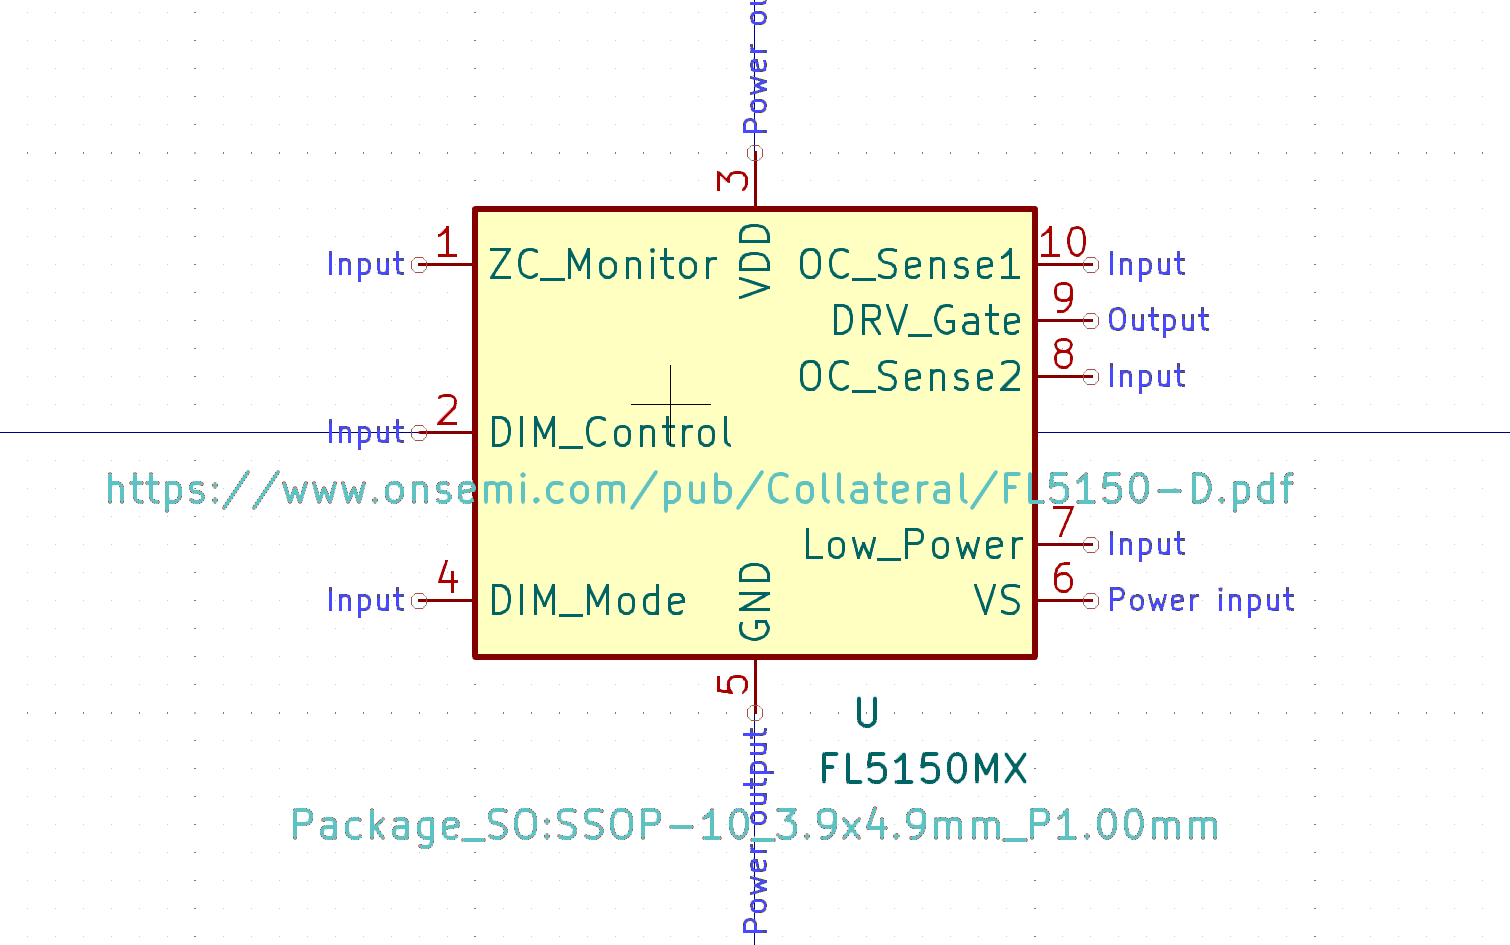 Power ou
3
1
10
Input
ZC_Monitor
VDD
OC_Sense1
Input
9
DRV_Gate
Output
8
OC_Sense2
Input
2
Input
DIM_Control
https://www.onsemi.com/pub/Collateral/FL5150-D.pdf
7
Low_Power
Input
4
6
Input
DIM_Mode
GND
VS
Power input
5
U
Power output
FL5150MX
Package_SO:SSOP-10_3.9x4.9mm_P1.00mm